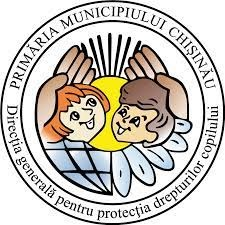 PRIMĂRIA MUNICIPIULUI CHIȘINĂU
Direcția generală pentru protecția drepturilor copilului